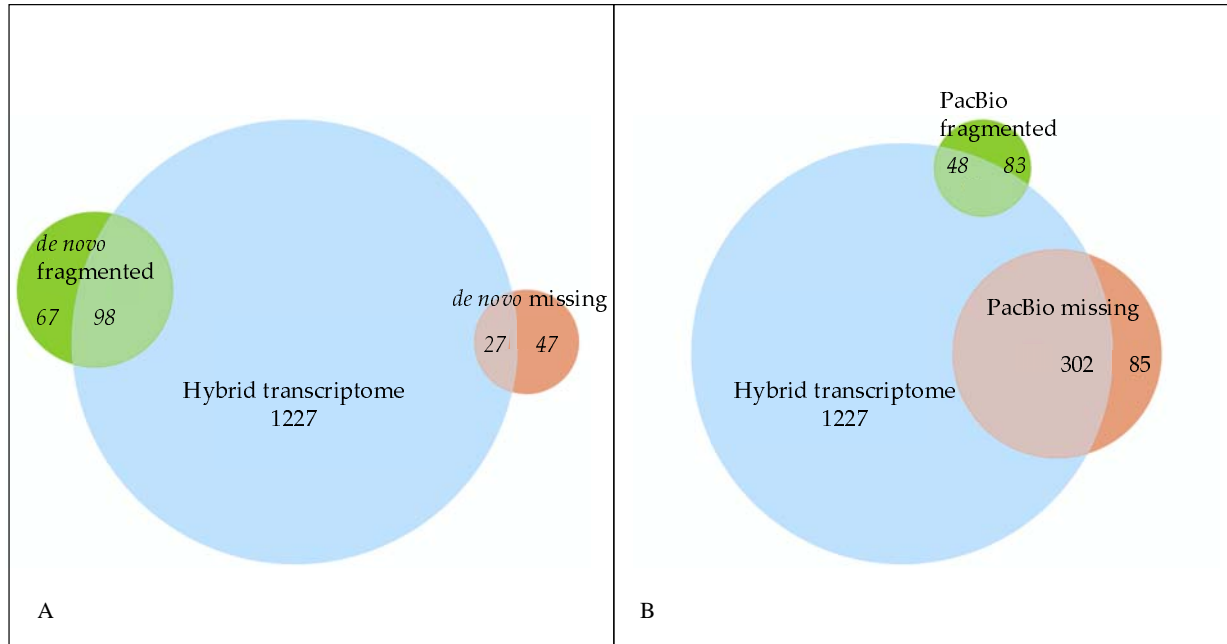 de novo
fragmented
67 98
de novo missing
27 47
Hybrid transcriptome
1227
A
PacBio
fragmented
48 83
PacBio missing
302 85
Hybrid transcriptome
1227
B